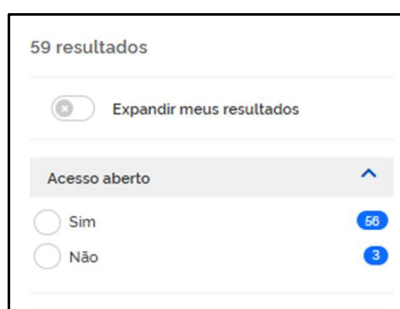 59 resultados
Expandir meus resultados
Acesso aberto
Sim 56
Não 3